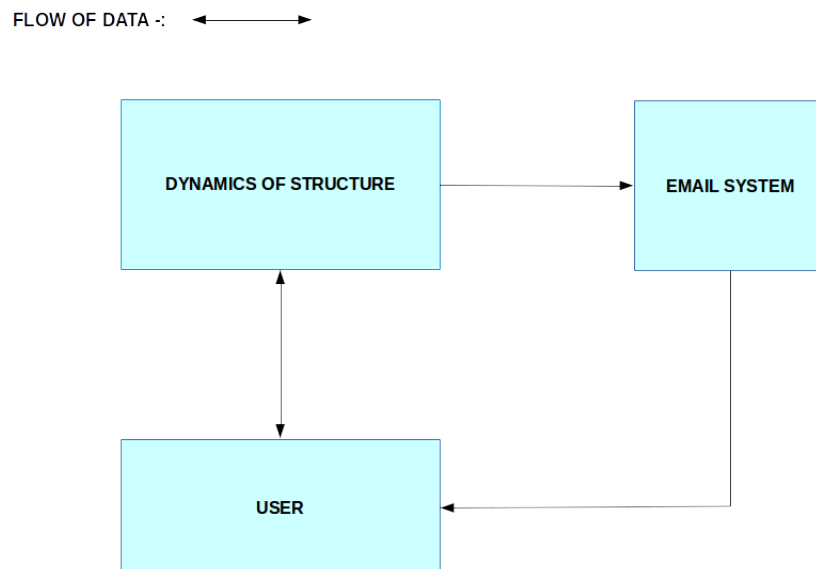 FLOW OF DATA -:
DYNAMICS OF STRUCTURE
EMAIL SYSTEM
USER